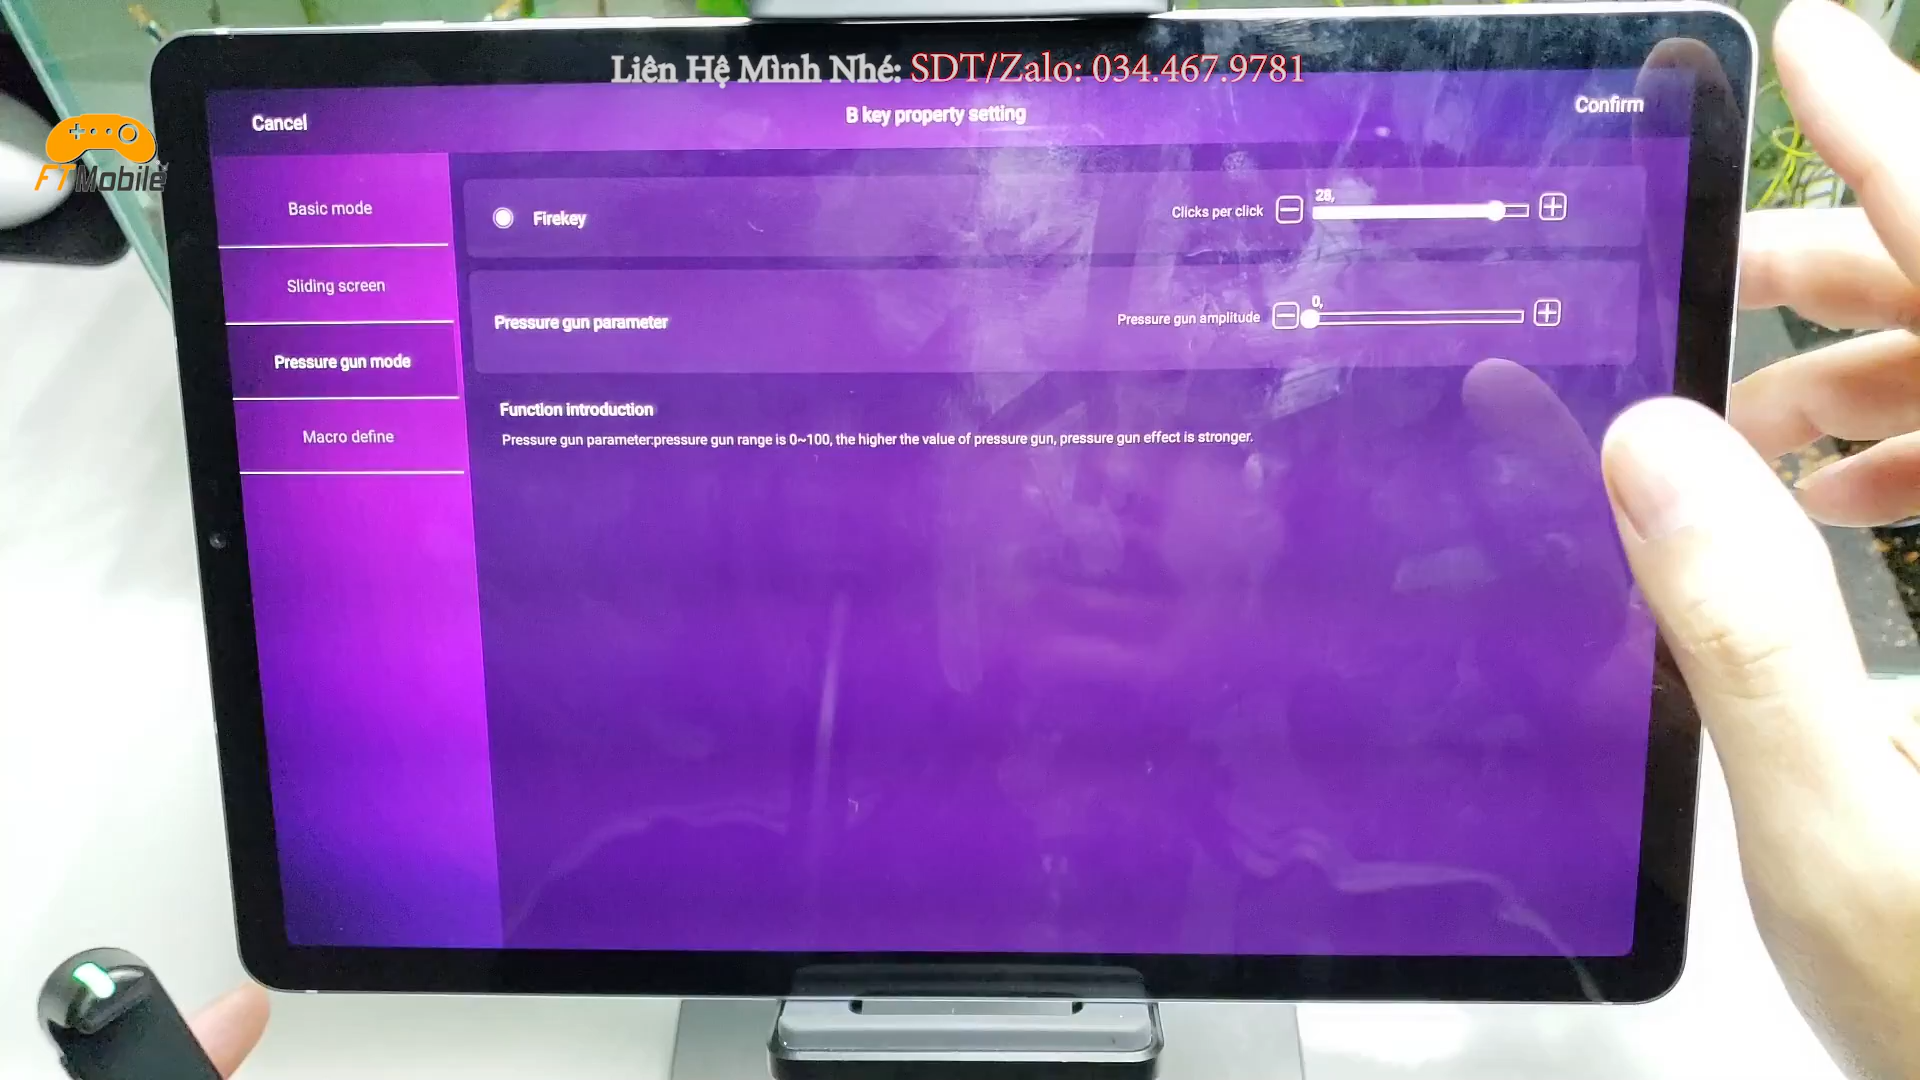 Liên Hệ Mình Nhé: SDT/Zalo: 034.467.9781
FTMobile
Cancel
B key property setting
Confirm
Basic mode
Sliding screen
Pressure gun mode
Macro define
Firekey
Clicks per click
28,
Pressure gun parameter
Pressure gun amplitude
0,
Function introduction
Pressure gun parameter:pressure gun range is 0~100, the higher the value of pressure gun, pressure gun effect is stronger.